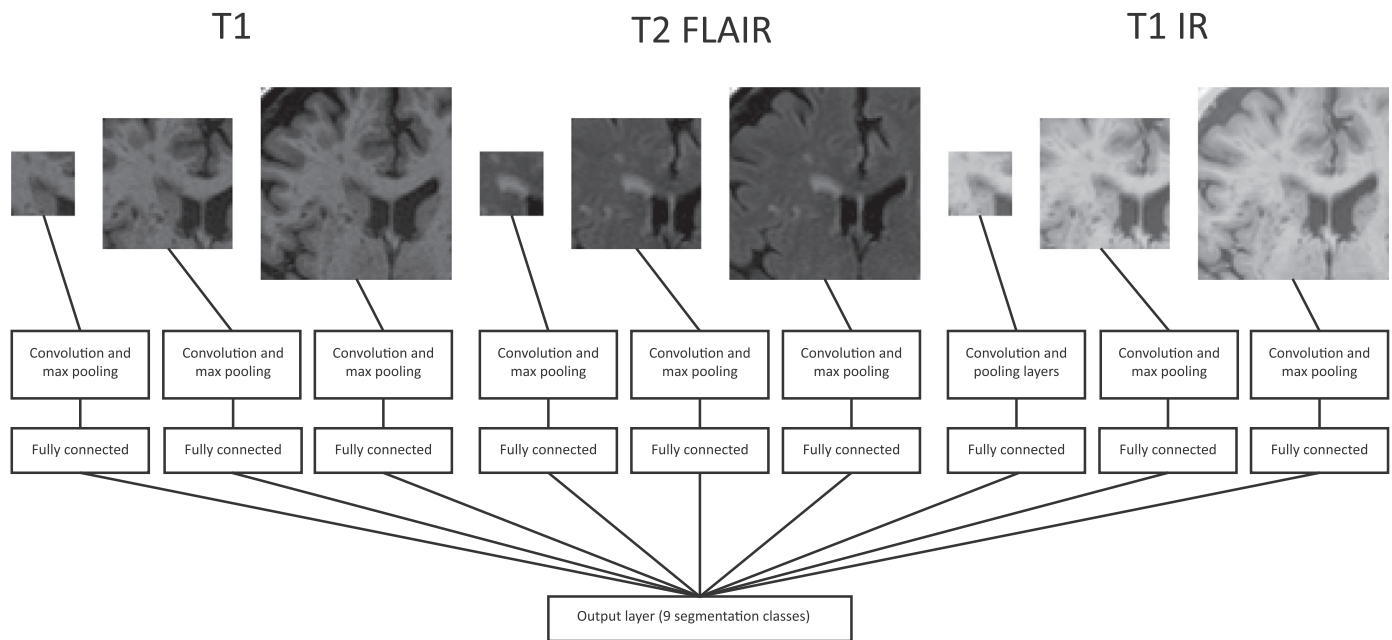 T1
T2 FLAIR
T1 IR
Convolution and
max pooling
Convolution and
max pooling
Convolution and
max pooling
Convolution and
max pooling
Convolution and
max pooling
Convolution and
max pooling
Convolution and
pooling layers
Convolution and
max pooling
Convolution and
max pooling
Fully connected
Fully connected
Fully connected
Fully connected
Fully connected
Fully connected
Fully connected
Fully connected
Fully connected
Output layer (9 segmentation classes)